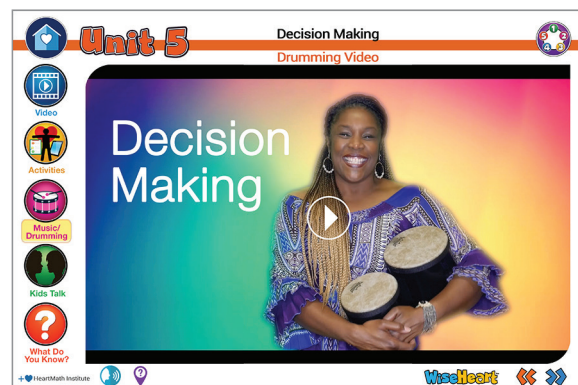 Unit 5
Decision Making
Drumming Video
Video
Activities
Music/
Drumming
Kids Talk
?
What Do
You Know?
Decision
Making
+ HeartMath Institute
?
WiseHeart